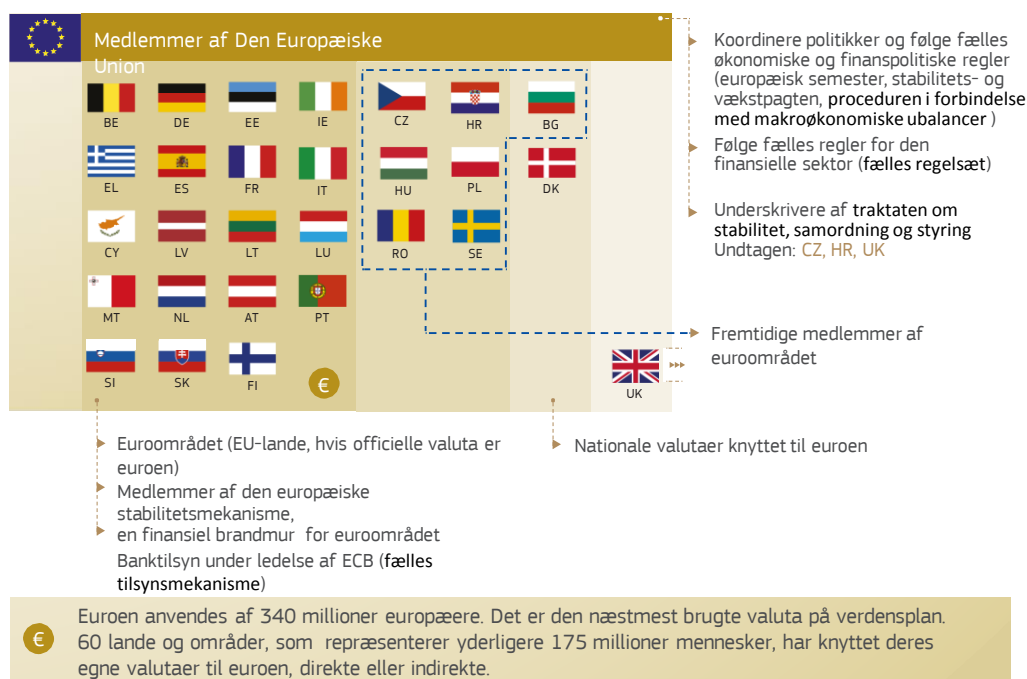 Medlemmer af Den Europæiske
Union
BE
DE
EE
IE
CZ
HR
BG
EL
ES
FR
IT
HU
PL
DK
CY
LV
LT
LU
RO
SE
MT
NL
AT
PT
SI
SK
FI
€
UK
Koordinere politikker og følge fælles
økonomiske og finanspolitiske regler
(europæisk semester, stabilitets- og
vækstpagten, proceduren i forbindelse
med makroøkonomiske ubalancer )
Følge fælles regler for den
finansielle sektor (fælles regelsæt)
Underskrivere af traktaten om
stabilitet, samordning og styring
Undtagen: CZ, HR, UK
Fremtidige medlemmer af
euroområdet
Euroområdet (EU-lande, hvis officielle valuta er
euroen)
Medlemmer af den europæiske
stabilitetsmekanisme,
en finansiel brandmur for euroområdet
Banktilsyn under ledelse af ECB (fælles
tilsynsmekanisme)
Nationale valutaer knyttet til euroen
€
Euroen anvendes af 340 millioner europæere. Det er den næstmest brugte valuta på verdensplan.
60 lande og områder, som repræsenterer yderligere 175 millioner mennesker, har knyttet deres
egne valutaer til euroen, direkte eller indirekte.